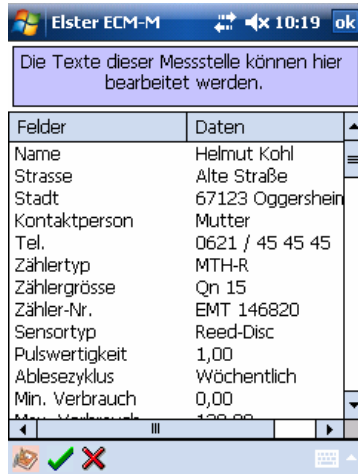 Elster ECM-M 10:19 ok
Die Texte dieser Messstelle können hier
bearbeitet werden.
Felder Daten
Name Helmut Kohl
Strasse Alte Straße
Stadt 67123 Oggershein
Kontaktperson Mutter
Tel. 0621 / 45 45 45
Zählertyp MTH-R
Zählergrösse Qn 15
Zähler-Nr. EMT 146820
Sensortyp Reed-Disc
Pulswertigkeit 1,00
Ablesezyklus Wöchentlich
Min. Verbrauch 0,00